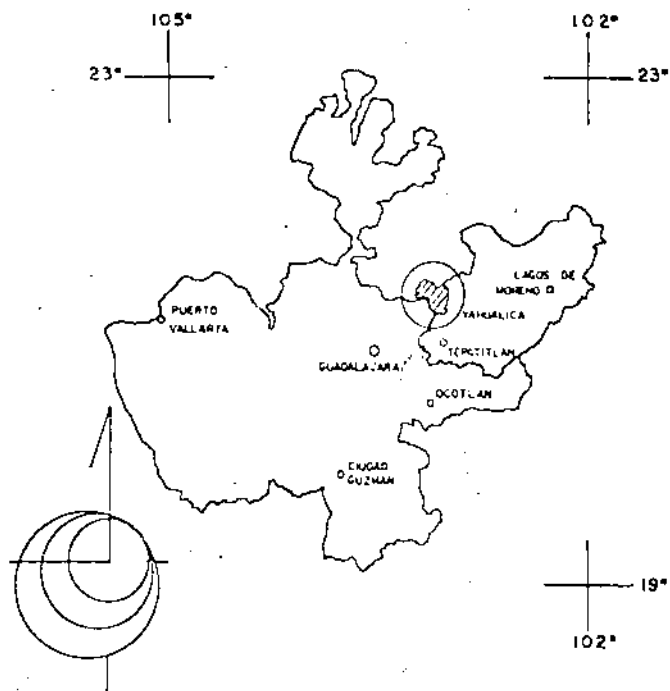 105°
102°
23°
23°
LAGOS DE
MORENO
PUERTO
VALLARTA
YAHUALICA
TEPATITLAN
GUADALAJARA
OCOTLAN
CIUDAD
GUZMAN
19°
102°